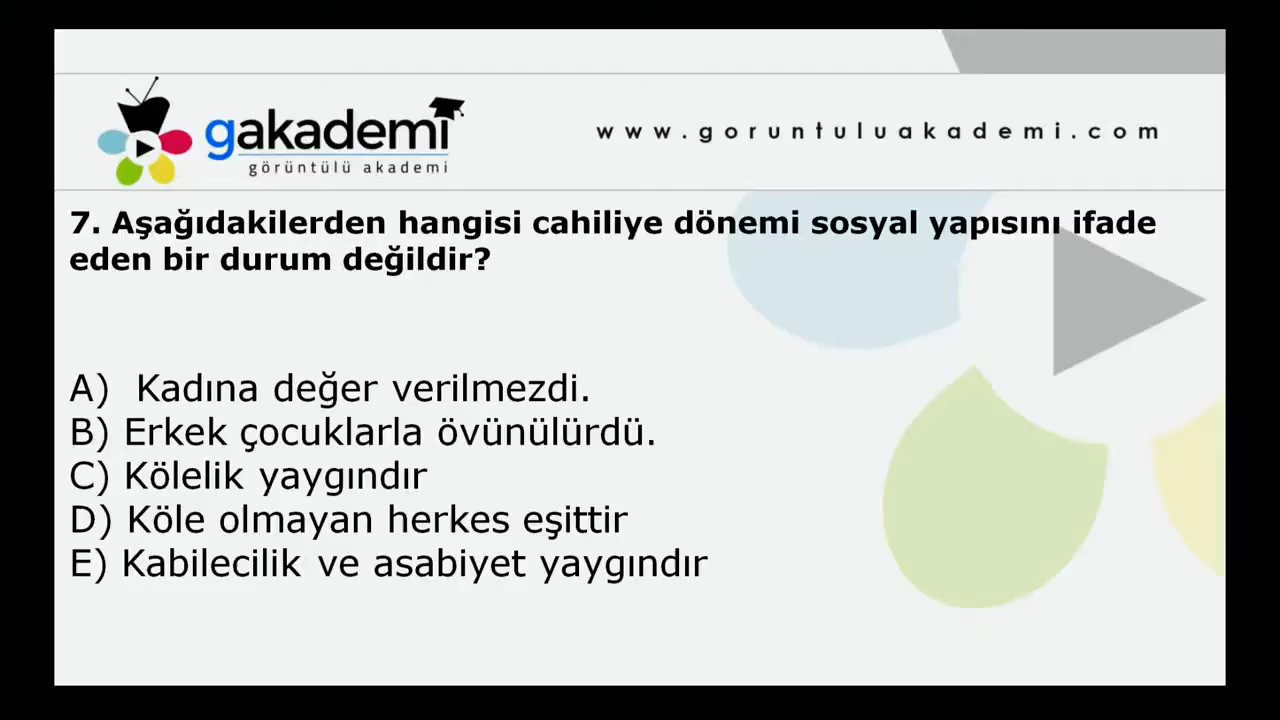 gakademi
görüntülü akademi
www.goruntuluakademi.com
7. Aşağıdakilerden hangisi cahiliye dönemi sosyal yapısını ifade
eden bir durum değildir?
A) Kadına değer verilmezdi.
B) Erkek çocuklarla övünülürdü.
C) Kölelik yaygındır
D) Köle olmayan herkes eşittir
E) Kabilecilik ve asabiyet yaygındır